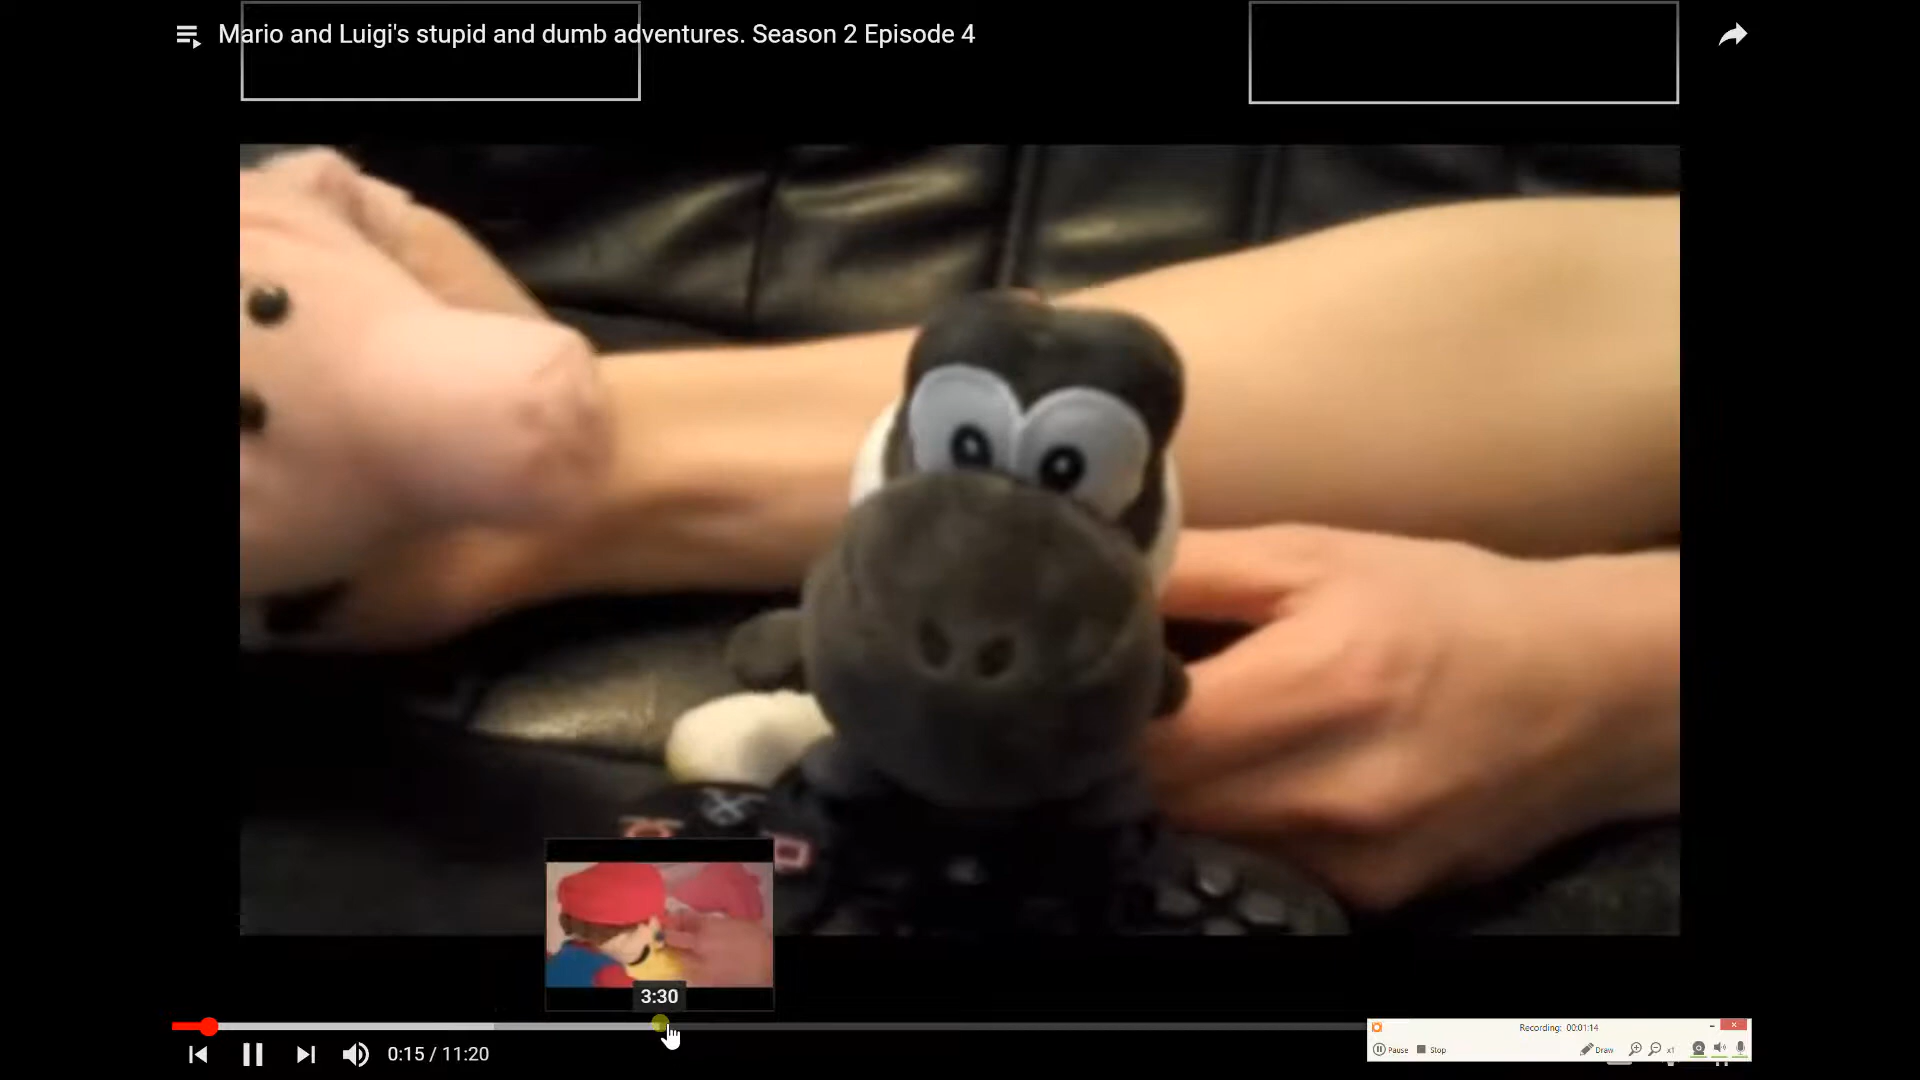 Mario and Luigi's stupid and dumb adventures. Season 2 Episode 4
3:30
0:15 / 11:20
Recording: 00:01:14
Pause
Stop
Draw
x1